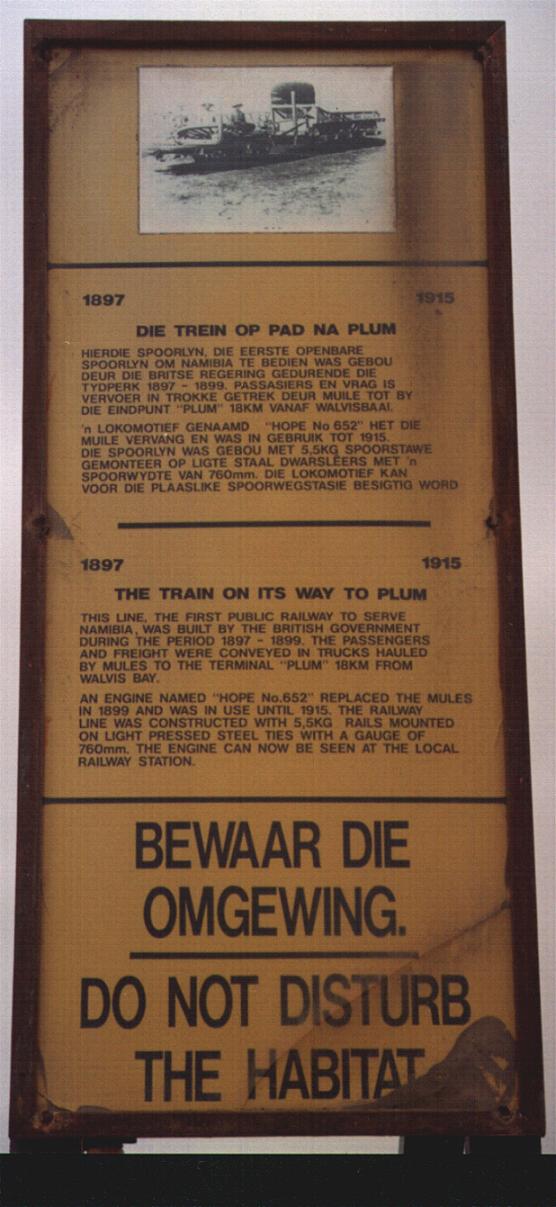 1897 1915
DIE TREIN OP PAD NA PLUM
HIERDIE SPOORLYN, DIE EERSTE OPENBARE
SPOORLYN OM NAMIBIA TE BEDIEN WAS GEBOU
DEUR DIE BRITSE REGERING GEDURENDE DIE
TYDPERK 1897 - 1899. PASSASIERS EN VRAG IS
VERVOER IN TROKKE GETREK DEUR MUILE TOT BY
DIE EINDPUNT "PLUM" 18KM VANAF WALVISBAAI.
'n LOKOMOTIEF GENAAMD "HOPE No 652" HET DIE
MUILE VERVANG EN WAS IN GEBRUIK TOT 1915.
DIE SPOORLYN WAS GEBOU MET 5,5KG SPOORSTAWE
GEMONTEER OP LIGTE STAAL DWARSLÊERS MET 'n
SPOORWYDTE VAN 760mm. DIE LOKOMOTIEF KAN
VOOR DIE PLAASLIKE SPOORWEGSTASIE BESIGTIG WORD
1897 1915
THE TRAIN ON ITS WAY TO PLUM
THIS LINE, THE FIRST PUBLIC RAILWAY TO SERVE
NAMIBIA, WAS BUILT BY THE BRITISH GOVERNMENT
DURING THE PERIOD 1897 - 1899. THE PASSENGERS
AND FREIGHT WERE CONVEYED IN TRUCKS HAULED
BY MULES TO THE TERMINAL "PLUM" 18KM FROM
WALVIS BAY.
AN ENGINE NAMED "HOPE No.652" REPLACED THE MULES
IN 1899 AND WAS IN USE UNTIL 1915. THE RAILWAY
LINE WAS CONSTRUCTED WITH 5,5KG RAILS MOUNTED
ON LIGHT PRESSED STEEL TIES WITH A GAUGE OF
760mm. THE ENGINE CAN NOW BE SEEN AT THE LOCAL
RAILWAY STATION.
BEWAAR DIE
OMGEWING.
DO NOT DISTURB
THE HABITAT